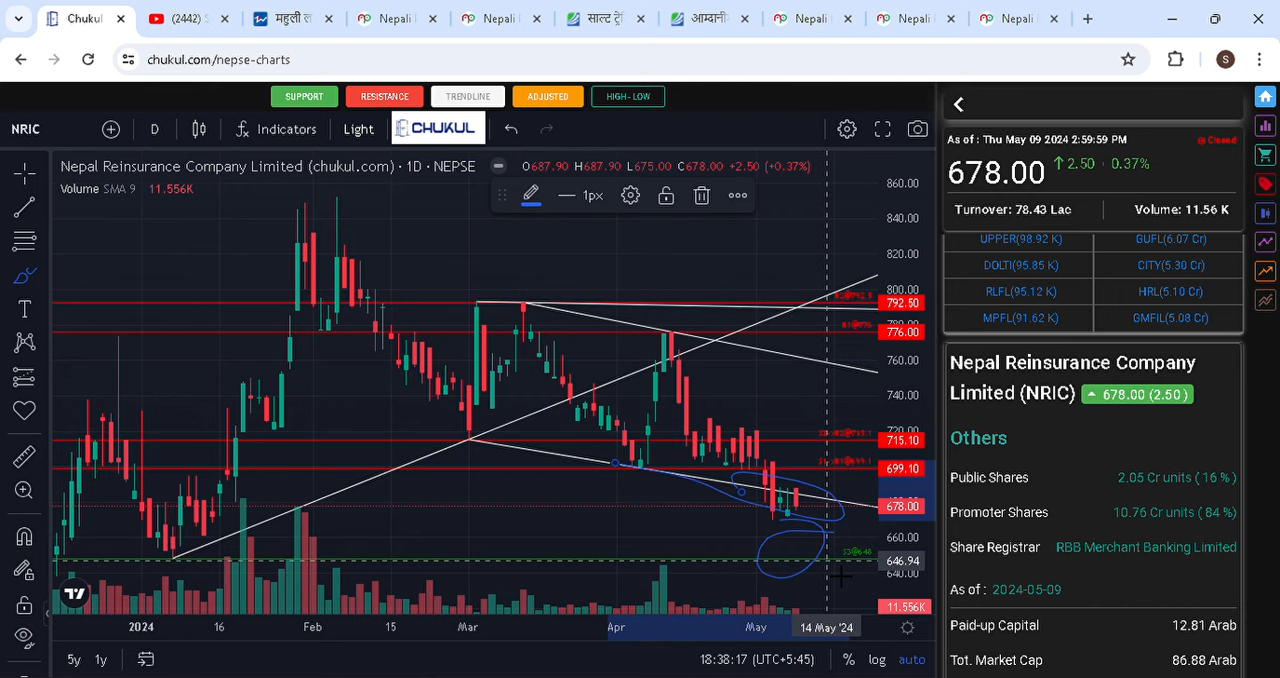 Chukul
(2442) S
महुली ल
Nepali
Nepali
साल्ट ट्रेि
आम्दानी
Nepali
Nepali
Nepali
chukul.com/nepse-charts
S
SUPPORT
RESISTANCE
TRENDLINE
ADJUSTED
HIGH-LOW
NRIC
D
Indicators
Light
CHUKUL
Nepal Reinsurance Company Limited (chukul.com) · 1D · NEPSE
O687.90 H687.90 L675.00 C678.00 +2.50 (+0.37%)
Volume SMA 9 11.556K
1px
860.00
840.00
820.00
800.00
792.50
776.00
760.00
740.00
720.00
715.10
699.10
678.00
660.00
646.94
640.00
11.556K
2024
16
Feb
15
Mar
Apr
May
14 May '24
5y
1y
18:38:17 (UTC+5:45)
%
log
auto
As of : Thu May 09 2024 2:59:59 PM
Closed
678.00
2.50 · 0.37%
Turnover: 78.43 Lac
Volume: 11.56 K
UPPER(98.92 K)
GUFL(6.07 Cr)
DOLTI(95.85 K)
CITY(5.30 Cr)
RLFL(95.12 K)
HRL(5.10 Cr)
MPFL(91.62 K)
GMFIL(5.08 Cr)
Nepal Reinsurance Company
Limited (NRIC)
678.00 (2.50 )
Others
Public Shares
2.05 Cr units ( 16 % )
Promoter Shares
10.76 Cr units ( 84 %)
Share Registrar
RBB Merchant Banking Limited
As of :
2024-05-09
Paid-up Capital
12.81 Arab
Tot. Market Cap
86.88 Arab